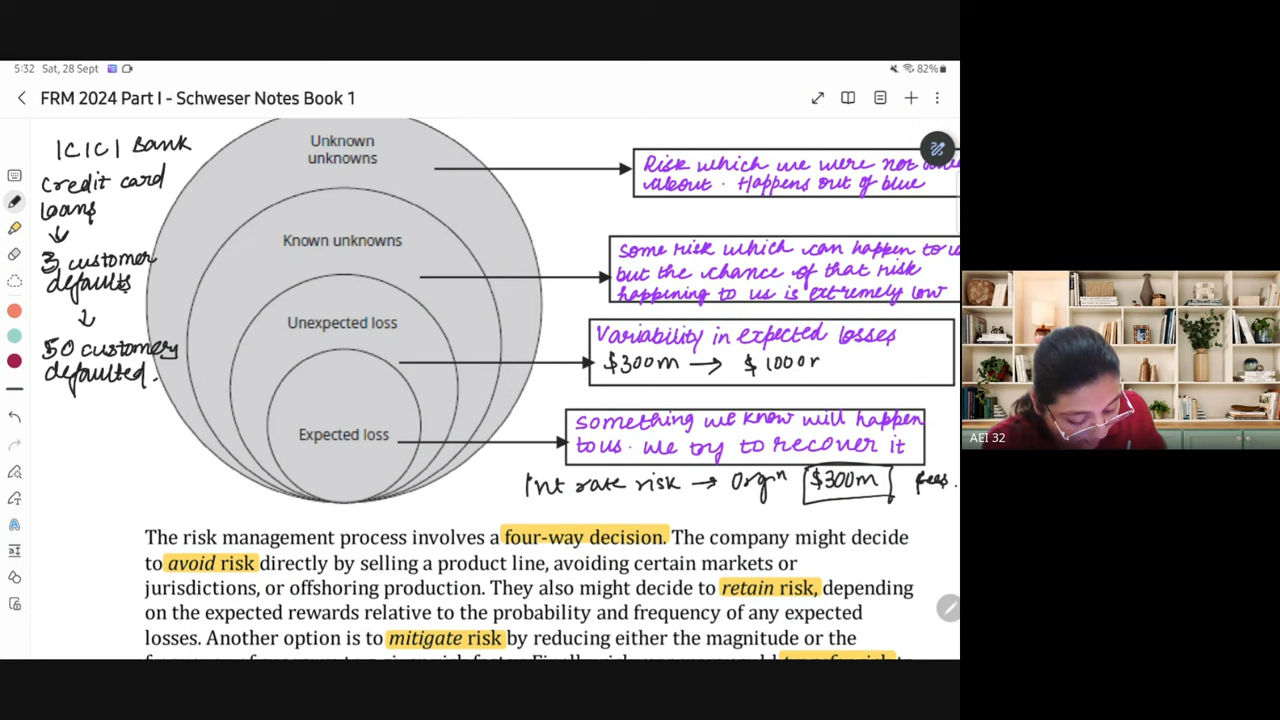 5:32 Sat, 28 Sept
82%
FRM 2024 Part I - Schweser Notes Book 1
ICICI Bank
credit card
loans
3 customer
defaults
50 customers
defaulted.
Unknown
unknowns
Risk which we were not
about. Happens out of blue
Known unknowns
Some risk which can happen to
but the chance of that risk
happening to us is extremely low
Unexpected loss
Variability in expected losses
$300m → $1000
Expected loss
Something we know will happen
to us. We try to recover it
Int rate risk → Orgn $300m fees.
The risk management process involves a four-way decision. The company might decide
to avoid risk directly by selling a product line, avoiding certain markets or
jurisdictions, or offshoring production. They also might decide to retain risk, depending
on the expected rewards relative to the probability and frequency of any expected
losses. Another option is to mitigate risk by reducing either the magnitude or the
AEI 32